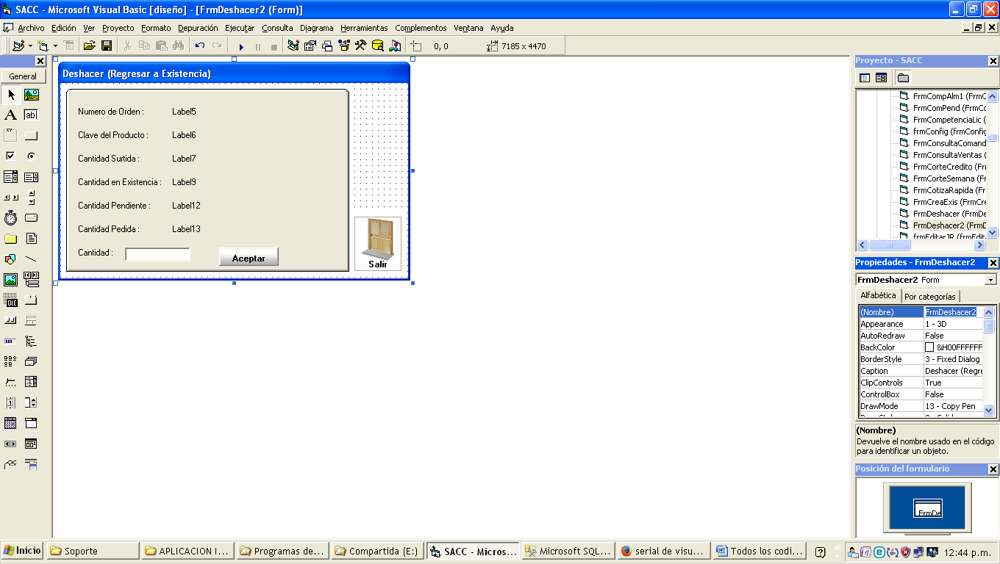 SACC - Microsoft Visual Basic [diseño] - [FrmDeshacer2 (Form)]
Archivo Edición Ver Proyecto Formato Depuración Ejecutar Consulta Diagrama Herramientas Complementos Ventana Ayuda
0, 0 7185 x 4470
General
A ab|
xy
OLE
Deshacer (Regresar a Existencia)
Numero de Orden : Label5
Clave del Producto : Label6
Cantidad Surtida : Label7
Cantidad en Existencia : Label9
Cantidad Pendiente : Label12
Cantidad Pedida : Label13
Cantidad :
Aceptar
Salir
Proyecto - SACC
FrmCompAlm1 (FrmC
FrmComPend (FrmCo
FrmCompetenciaLic (
frmConfig (frmConfig
FrmConsultaComand
FrmConsultaVentas (
FrmCorteCredito (Fr
FrmCorteSemana (Fr
FrmCotizaRapida (Fr
FrmCreaExis (FrmCre
FrmDeshacer (FrmDe
FrmDeshacer2 (FrmD
frmEditarJR (frmEdit
Propiedades - FrmDeshacer2
FrmDeshacer2 Form
Alfabética Por categorías
(Nombre) FrmDeshacer2
Appearance 1 - 3D
AutoRedraw False
BackColor &H00FFFFFF
BorderStyle 3 - Fixed Dialog
Caption Deshacer (Regre
ClipControls True
ControlBox False
DrawMode 13 - Copy Pen
(Nombre)
Devuelve el nombre usado en el código
para identificar un objeto.
Posición del formulario
FrmDe
Inicio Soporte APLICACION I... Programas de... Compartida (E:) SACC - Micros... Microsoft SQL... serial de visu... Todos los codi... 12:44 p.m.